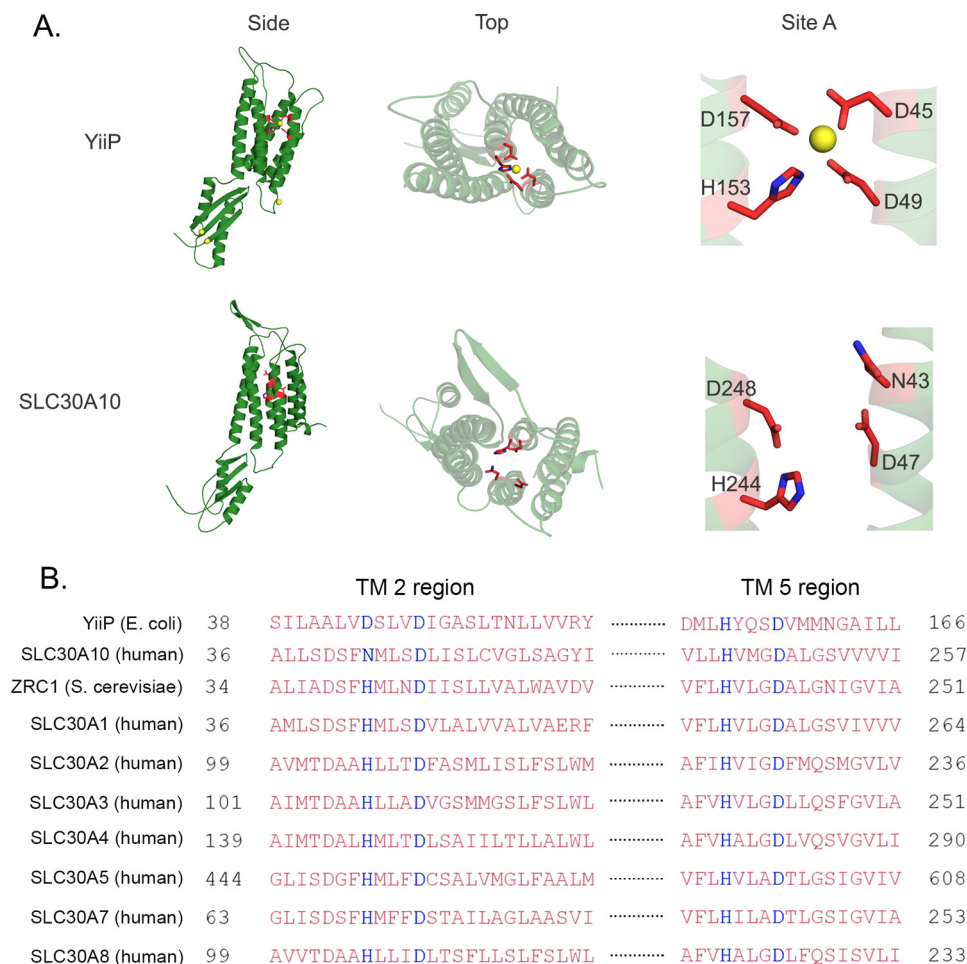 A.
Side Top Site A
YiiP
D157 D45
H153 D49
SLC30A10
D248 N43
H244 D47
B.
TM 2 region TM 5 region
YiiP (E. coli) 38 SILAALVDSLVDIGASLTNLLVVRY ············ DMLHYQSDVMMNGAILL 166
SLC30A10 (human) 36 ALLSDSFNMLSDLISLCVGLSAGYI ············ VLLHVMGDALGSVVVVI 257
ZRC1 (S. cerevisiae) 34 ALIADSFHMLNDIISLLVALWAVDV ············ VFLHVLGDALGNIGVIA 251
SLC30A1 (human) 36 AMLSDSFHMLSDVLALVVALVAERF ············ VFLHVLGDALGSVIVVV 264
SLC30A2 (human) 99 AVMTDAAHLLTDFASMLISLFSLWM ············ AFIHVIGDFMQSMGVLV 236
SLC30A3 (human) 101 AIMTDAAHLLADVGSMMGSLFSLWL ············ AFVHVLGDLLQSFGVLA 251
SLC30A4 (human) 139 AIMTDALHMLTDLSAIILTLLALWL ············ AFVHALGDLVQSVGVLI 290
SLC30A5 (human) 444 GLISDGFHMLFDCSALVMGLFAALM ············ VFLHVLADTLGSIGVIV 608
SLC30A7 (human) 63 GLISDSFHMFFDSTAILAGLAASVI ············ VFLHILADTLGSIGVIA 253
SLC30A8 (human) 99 AVVTDAAHLLIDLTSFLLSLFSLWL ············ AFVHALGDLFQSISVLI 233